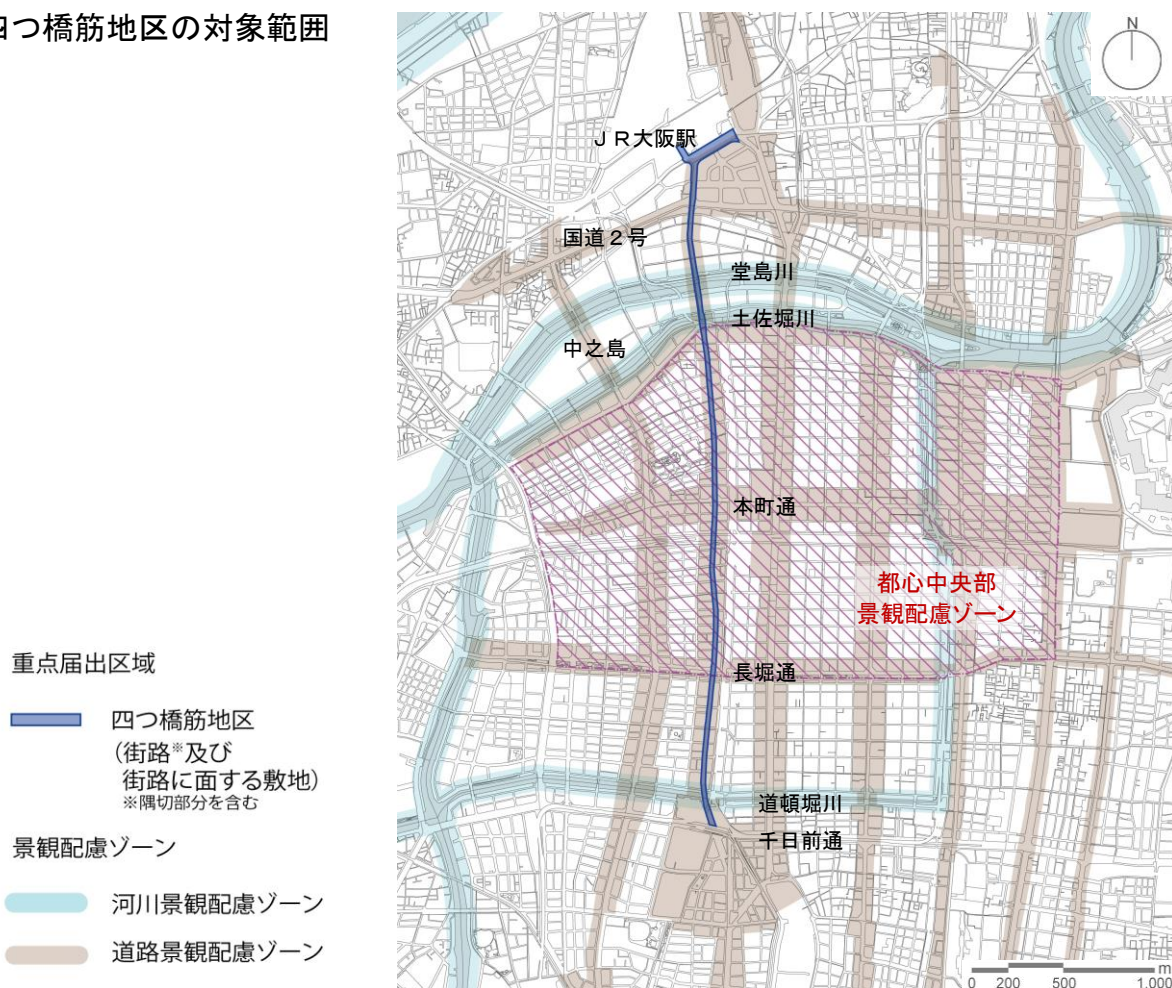 四つ橋筋地区の対象範囲
N
ＪＲ大阪駅
国道２号
堂島川
土佐堀川
中之島
本町通
都心中央部
景観配慮ゾーン
長堀通
道頓堀川
千日前通
重点届出区域
四つ橋筋地区
（街路※及び
街路に面する敷地）
※隅切部分を含む
景観配慮ゾーン
河川景観配慮ゾーン
道路景観配慮ゾーン
m
0 200 500 1,000